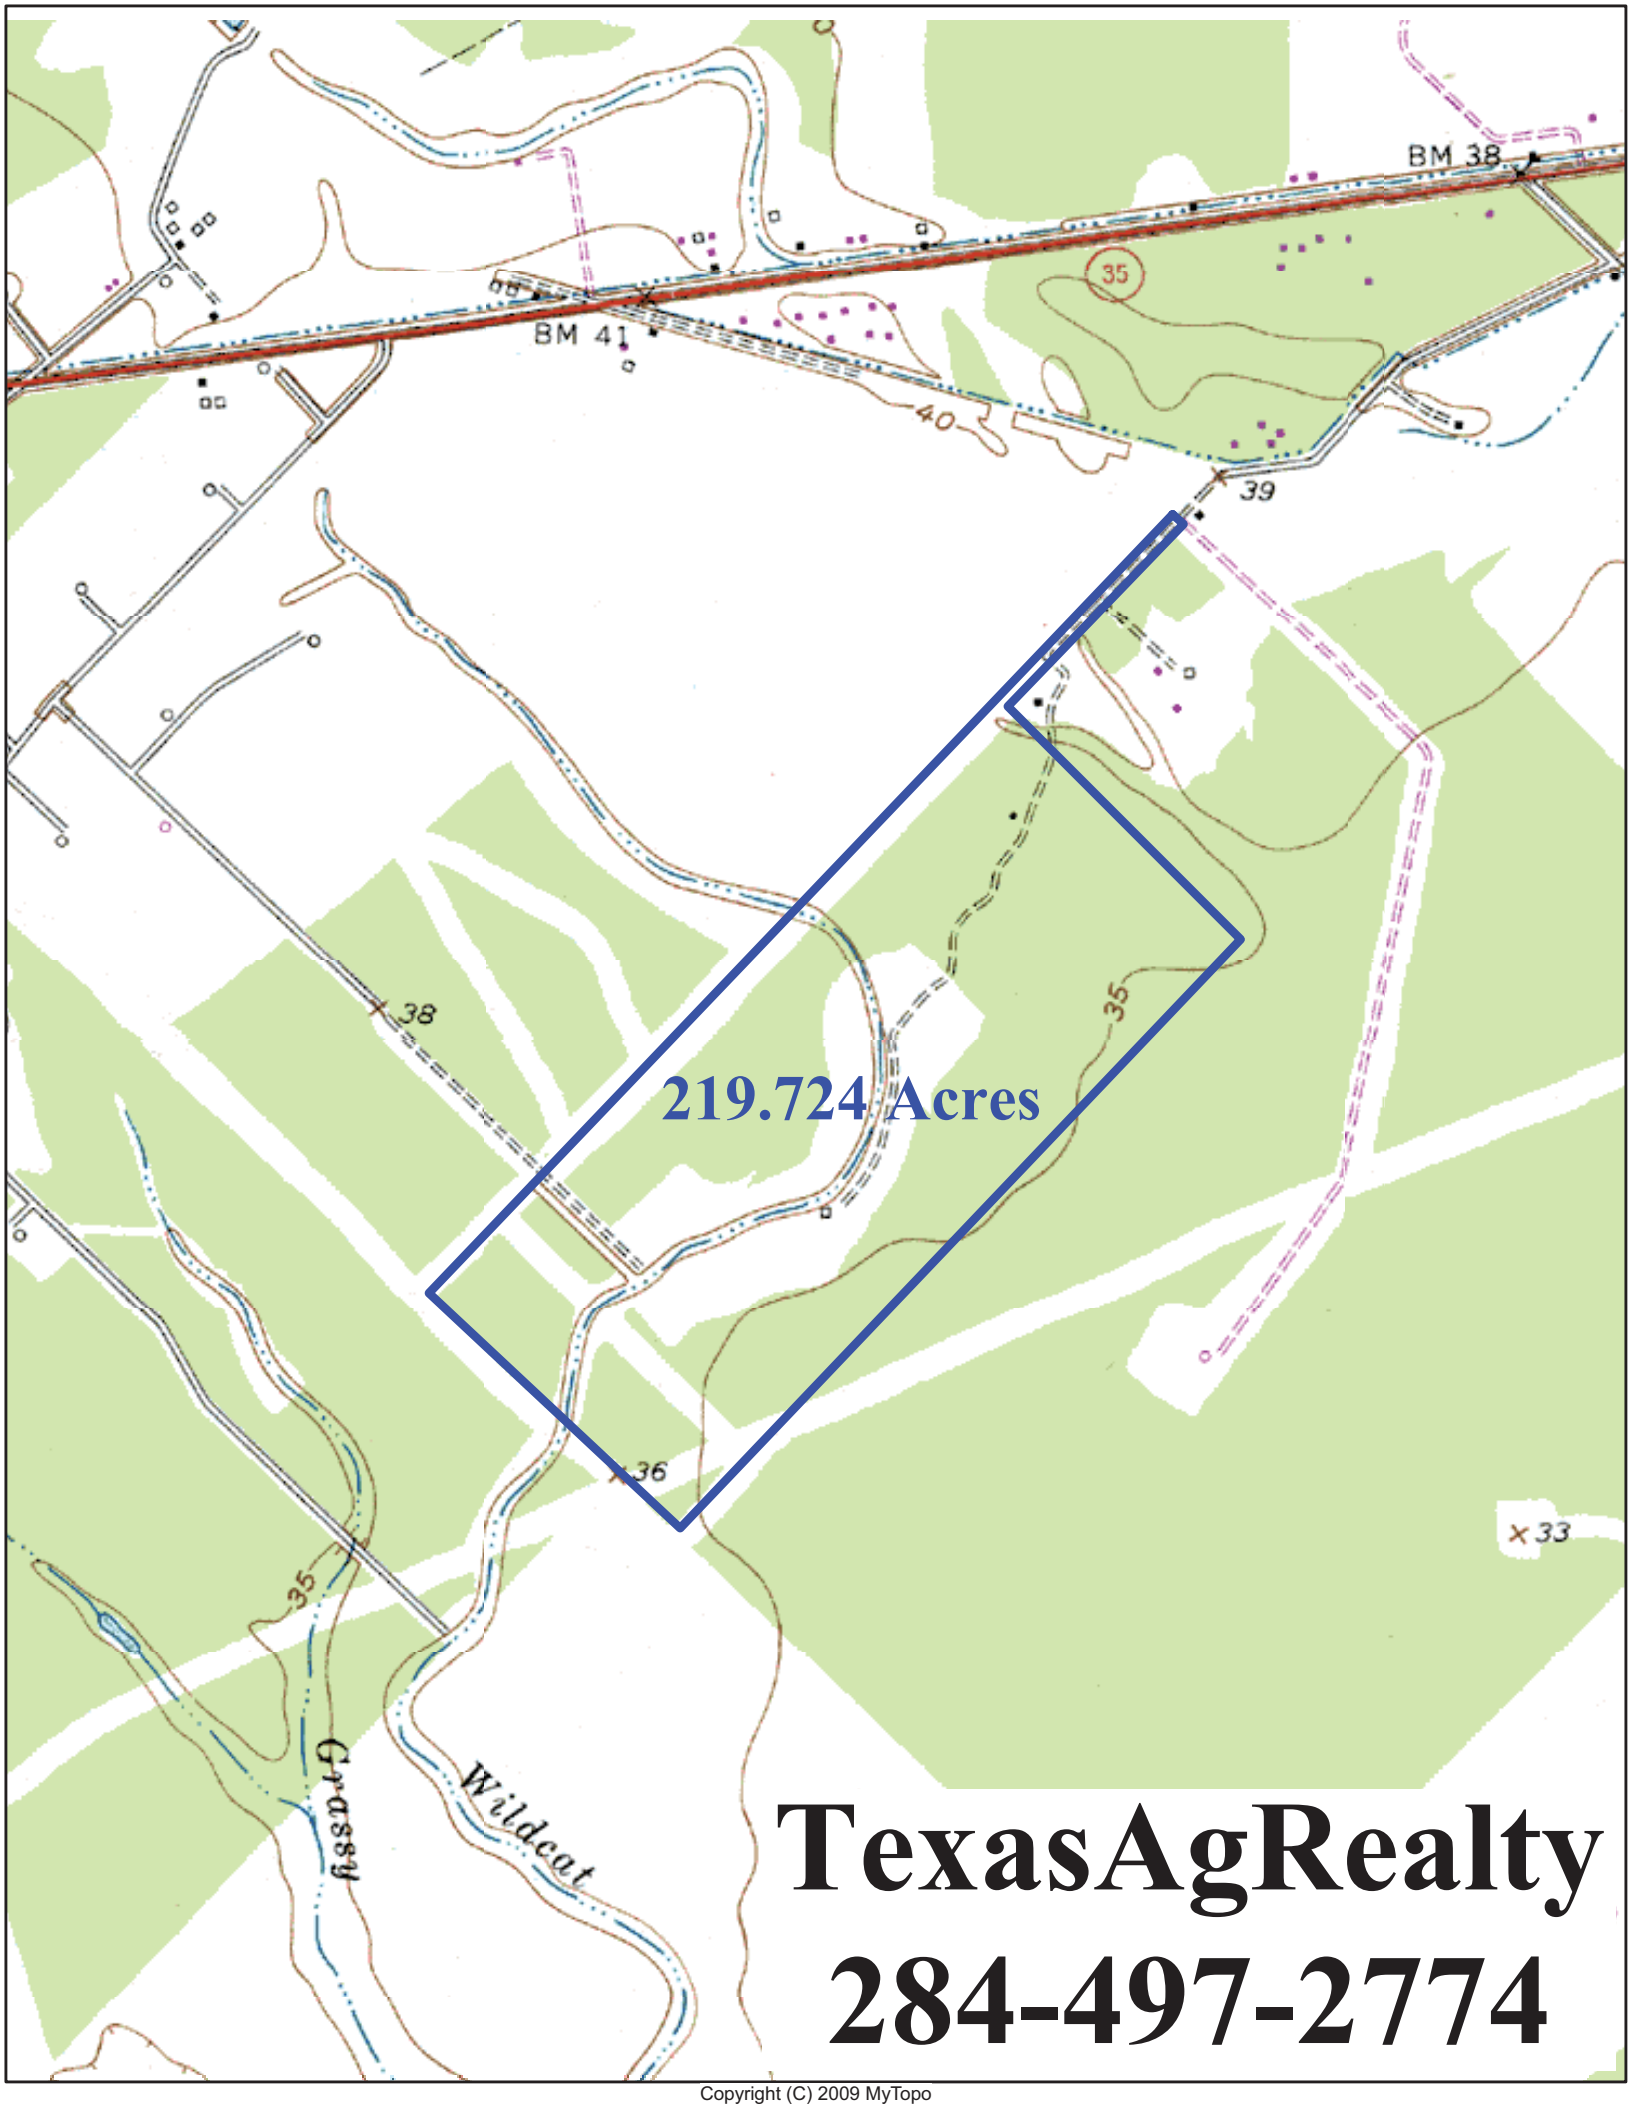 BM 38
35
BM 41
40
39
38
35
219.724 Acres
36
33
35
Grassy
Wildcat
TexasAgRealty
284-497-2774
Copyright (C) 2009 MyTopo